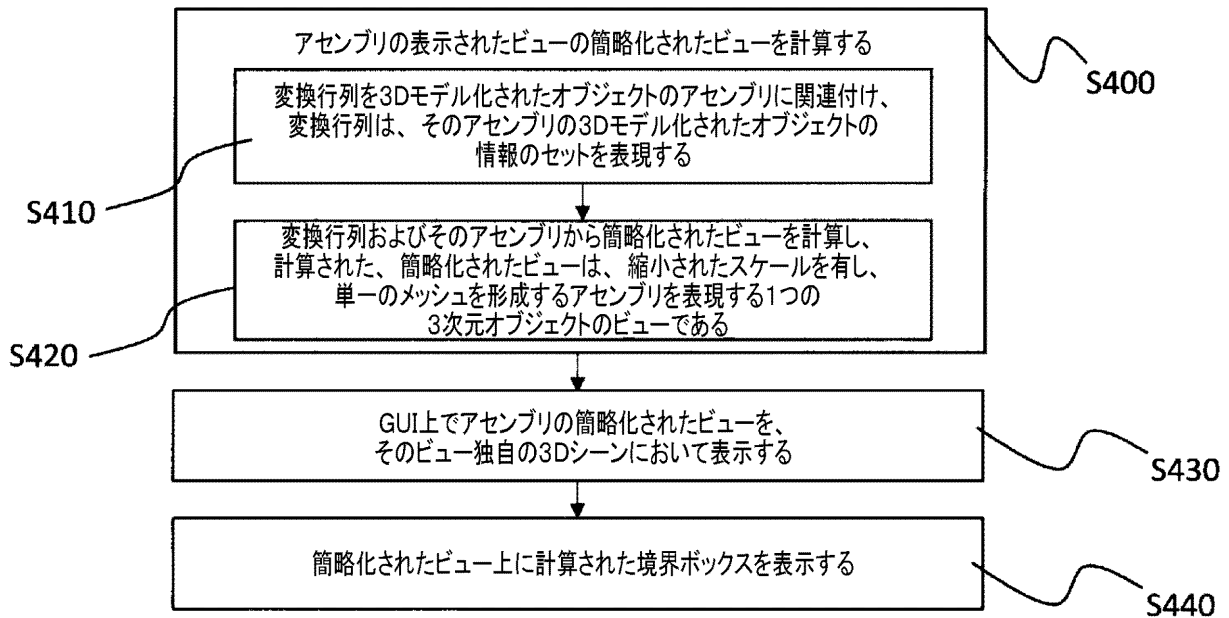 アセンブリの表示されたビューの簡略化されたビューを計算する
S400
変換行列を3Dモデル化されたオブジェクトのアセンブリに関連付け、
変換行列は、そのアセンブリの3Dモデル化されたオブジェクトの
情報のセットを表現する
S410
変換行列およびそのアセンブリから簡略化されたビューを計算し、
計算された、簡略化されたビューは、縮小されたスケールを有し、
単一のメッシュを形成するアセンブリを表現する1つの
3次元オブジェクトのビューである
S420
GUI上でアセンブリの簡略化されたビューを、
そのビュー独自の3Dシーンにおいて表示する
S430
簡略化されたビュー上に計算された境界ボックスを表示する
S440